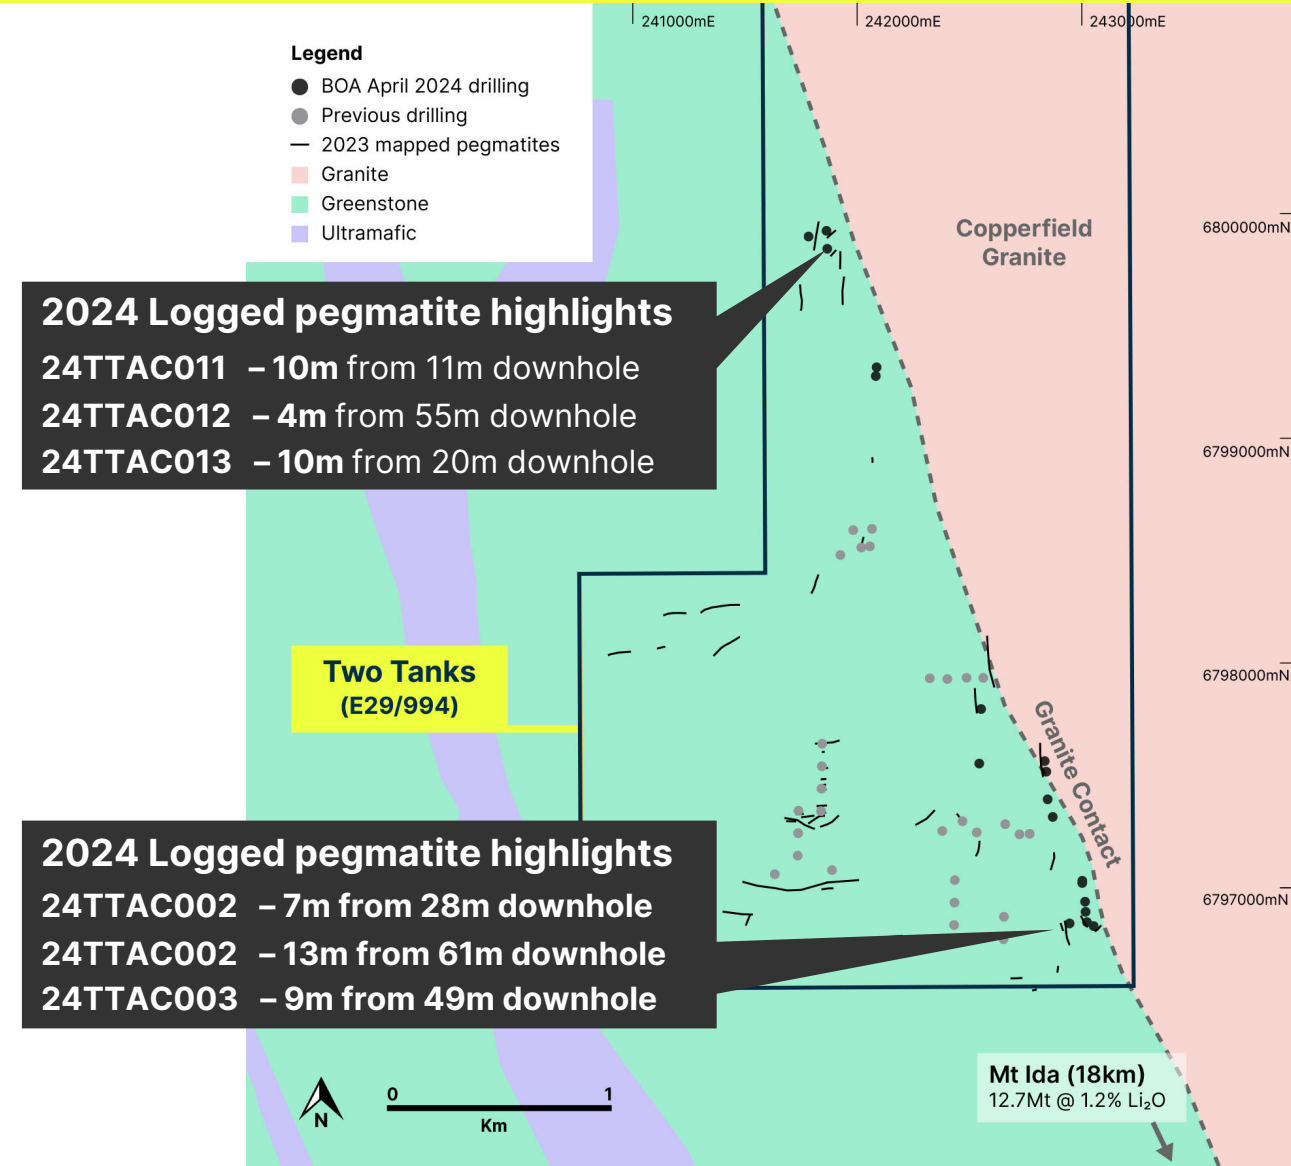 241000mE
242000mE
243000mE
Legend
BOA April 2024 drilling
Previous drilling
2023 mapped pegmatites
Granite
Greenstone
Ultramafic
Copperfield
Granite
6800000mN
2024 Logged pegmatite highlights
24TTAC011 – 10m from 11m downhole
24TTAC012 – 4m from 55m downhole
24TTAC013 – 10m from 20m downhole
6799000mN
Two Tanks
(E29/994)
6798000mN
Granite Contact
2024 Logged pegmatite highlights
24TTAC002 – 7m from 28m downhole
24TTAC002 – 13m from 61m downhole
24TTAC003 – 9m from 49m downhole
6797000mN
Mt Ida (18km)
12.7Mt @ 1.2% Li₂O
N
0 1
Km